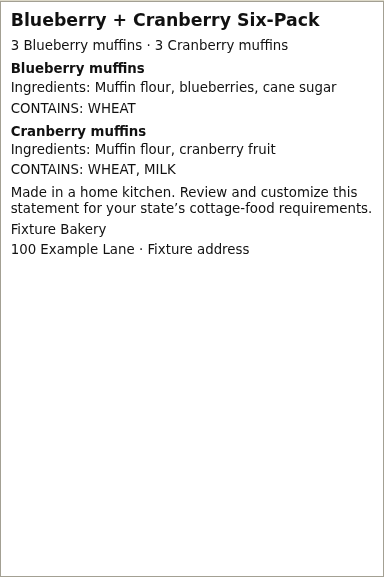 Blueberry + Cranberry Six-Pack
3 Blueberry muffins · 3 Cranberry muffins
Blueberry muffins
Ingredients: Muffin flour, blueberries, cane sugar
CONTAINS: WHEAT
Cranberry muffins
Ingredients: Muffin flour, cranberry fruit
CONTAINS: WHEAT, MILK
Made in a home kitchen. Review and customize this
statement for your state’s cottage-food requirements.
Fixture Bakery
100 Example Lane · Fixture address